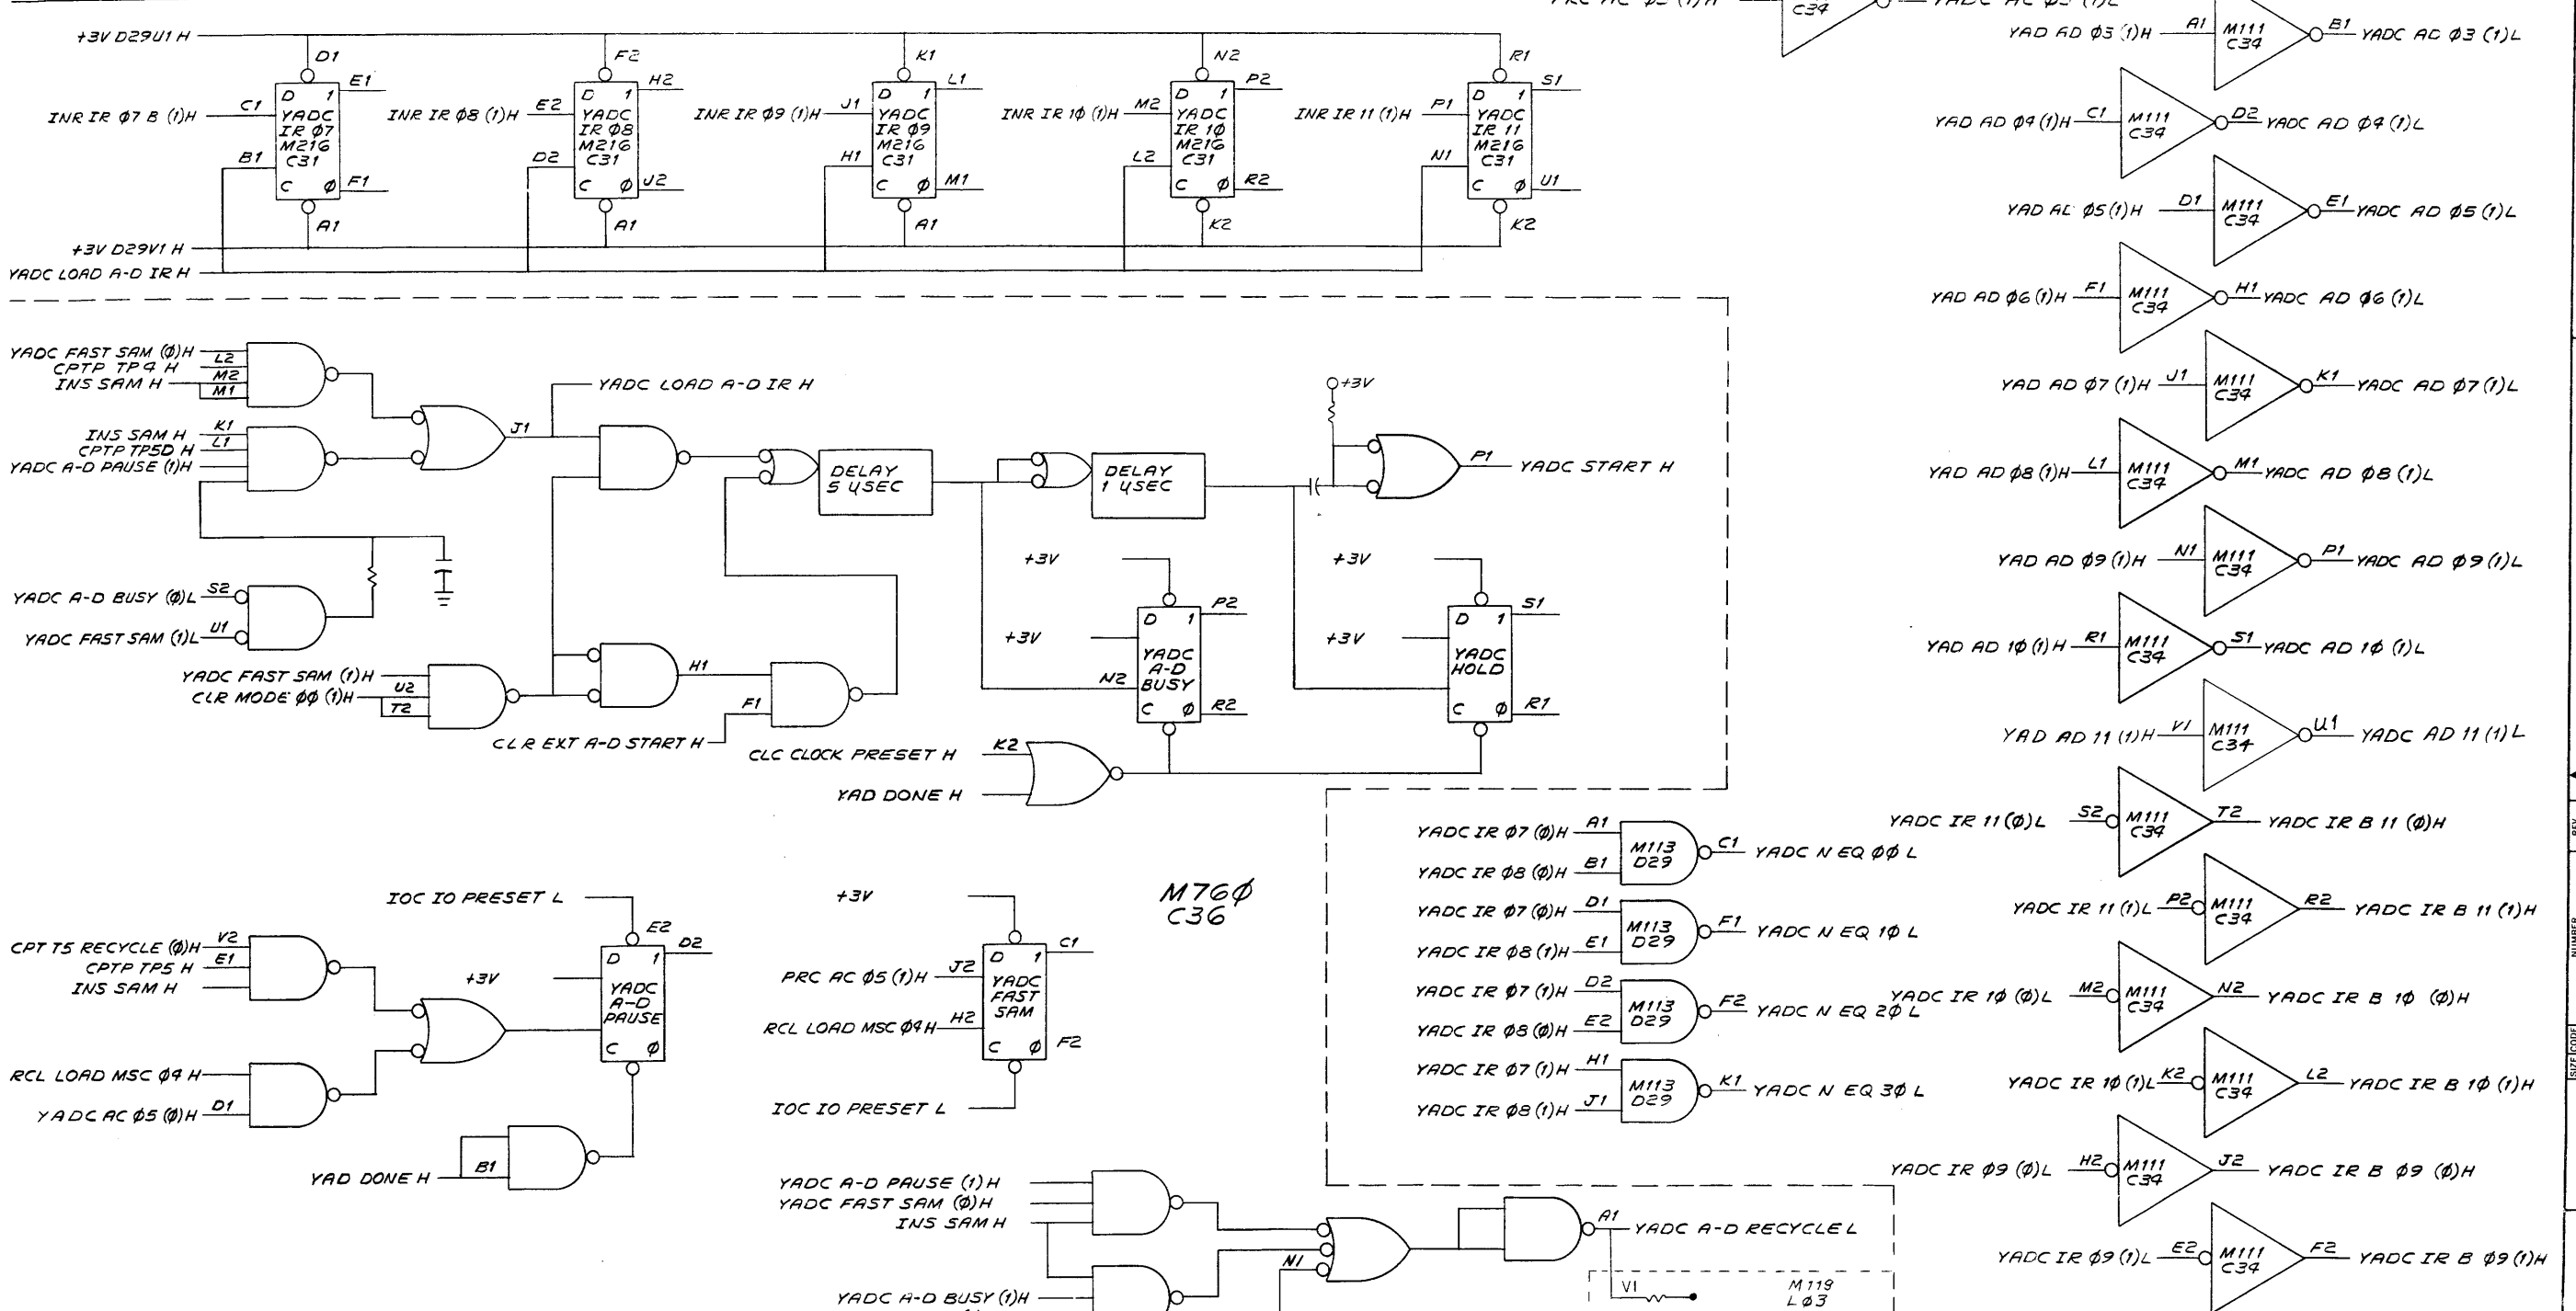 +3V D29U1 H
D1
E1
C1
INR IR Ø7 B (1)H
D 1
YADC
IR Ø7
M216
C31
B1
C Ø
F1
A1
F2
H2
INR IR Ø8 (1)H
E2
D 1
YADC
IR Ø8
M216
C31
D2
C Ø
J2
A1
K1
L1
INR IR Ø9 (1)H
J1
D 1
YADC
IR Ø9
M216
C31
H1
C Ø
M1
A1
N2
P2
INR IR 1Ø (1)H
M2
D 1
YADC
IR 1Ø
M216
C31
L2
C Ø
R2
K2
R1
S1
INR IR 11 (1)H
P1
D 1
YADC
IR 11
M216
C31
N1
C Ø
U1
K2
+3V D29V1 H
YADC LOAD A-D IR H
YADC FAST SAM (Ø)H
L2
CPTP TP4 H
M2
INS SAM H
M1
INS SAM H
K1
CPTP TP5D H
L1
YADC A-D PAUSE (1)H
J1
YADC LOAD A-D IR H
DELAY
5 µSEC
DELAY
1 µSEC
+3V
P1
YADC START H
YADC A-D BUSY (Ø)L
S2
YADC FAST SAM (1)L
U1
YADC FAST SAM (1)H
CLR MODE ØØ (1)H
U2
T2
H1
F1
CLR EXT A-D START H
+3V
+3V
D 1
YADC
A-D
BUSY
C Ø
P2
N2
R2
+3V
+3V
D 1
YADC
HOLD
C Ø
S1
R1
CLC CLOCK PRESET H
K2
YAD DONE H
IOC IO PRESET L
E2
D2
CPT T5 RECYCLE (Ø)H
V2
CPTP TP5 H
E1
INS SAM H
+3V
D 1
YADC
A-D
PAUSE
C Ø
RCL LOAD MSC Ø4 H
YADC AC Ø5 (Ø)H
D1
YAD DONE H
B1
+3V
C1
PRC AC Ø5 (1)H
J2
D 1
YADC
FAST
SAM
RCL LOAD MSC Ø4H
H2
C Ø
F2
IOC IO PRESET L
M76Ø
C36
YADC A-D PAUSE (1)H
YADC FAST SAM (Ø)H
INS SAM H
YADC A-D BUSY (1)H
N1
A1
YADC A-D RECYCLE L
V1
M119
LØ3
YADC IR Ø7 (Ø)H
A1
YADC IR Ø8 (Ø)H
B1
M113
D29
C1
YADC N EQ ØØ L
YADC IR Ø7 (Ø)H
D1
YADC IR Ø8 (1)H
E1
M113
D29
F1
YADC N EQ 1Ø L
YADC IR Ø7 (1)H
D2
YADC IR Ø8 (Ø)H
E2
M113
D29
F2
YADC N EQ 2Ø L
YADC IR Ø7 (1)H
H1
YADC IR Ø8 (1)H
J1
M113
D29
K1
YADC N EQ 3Ø L
C34
YAD AD Ø3 (1)H A1 M111 C34 B1 YADC AD Ø3 (1)L
YAD AD Ø4 (1)H C1 M111 C34 D2 YADC AD Ø4 (1)L
YAD AD Ø5 (1)H D1 M111 C34 E1 YADC AD Ø5 (1)L
YAD AD Ø6 (1)H F1 M111 C34 H1 YADC AD Ø6 (1)L
YAD AD Ø7 (1)H J1 M111 C34 K1 YADC AD Ø7 (1)L
YAD AD Ø8 (1)H L1 M111 C34 M1 YADC AD Ø8 (1)L
YAD AD Ø9 (1)H N1 M111 C34 P1 YADC AD Ø9 (1)L
YAD AD 1Ø (1)H R1 M111 C34 S1 YADC AD 1Ø (1)L
YAD AD 11 (1)H V1 M111 C34 U1 YADC AD 11 (1)L
YADC IR 11 (Ø)L S2 M111 C34 T2 YADC IR B 11 (Ø)H
YADC IR 11 (1)L P2 M111 C34 R2 YADC IR B 11 (1)H
YADC IR 1Ø (Ø)L M2 M111 C34 N2 YADC IR B 1Ø (Ø)H
YADC IR 1Ø (1)L K2 M111 C34 L2 YADC IR B 1Ø (1)H
YADC IR Ø9 (Ø)L H2 M111 C34 J2 YADC IR B Ø9 (Ø)H
YADC IR Ø9 (1)L E2 M111 C34 F2 YADC IR B Ø9 (1)H
REV
NUMBER
SIZE CODE